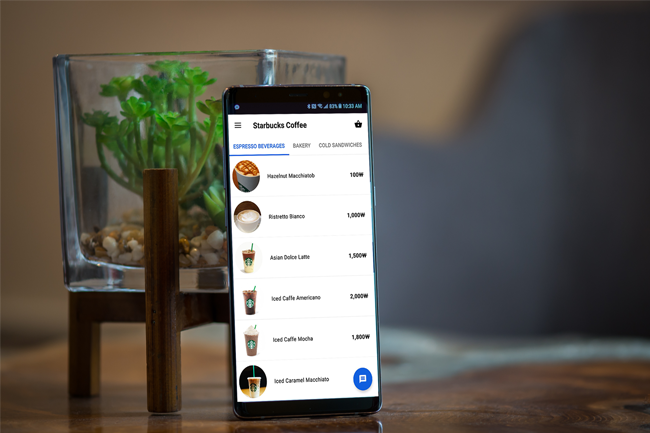 83% 10:33 AM
Starbucks Coffee
ESPRESSO BEVERAGES BAKERY COLD SANDWICHES
Hazelnut Macchiatob 100₩
Ristretto Bianco 1,000₩
Asian Dolce Latte 1,500₩
Iced Caffe Americano 2,000₩
Iced Caffe Mocha 1,800₩
Iced Caramel Macchiato